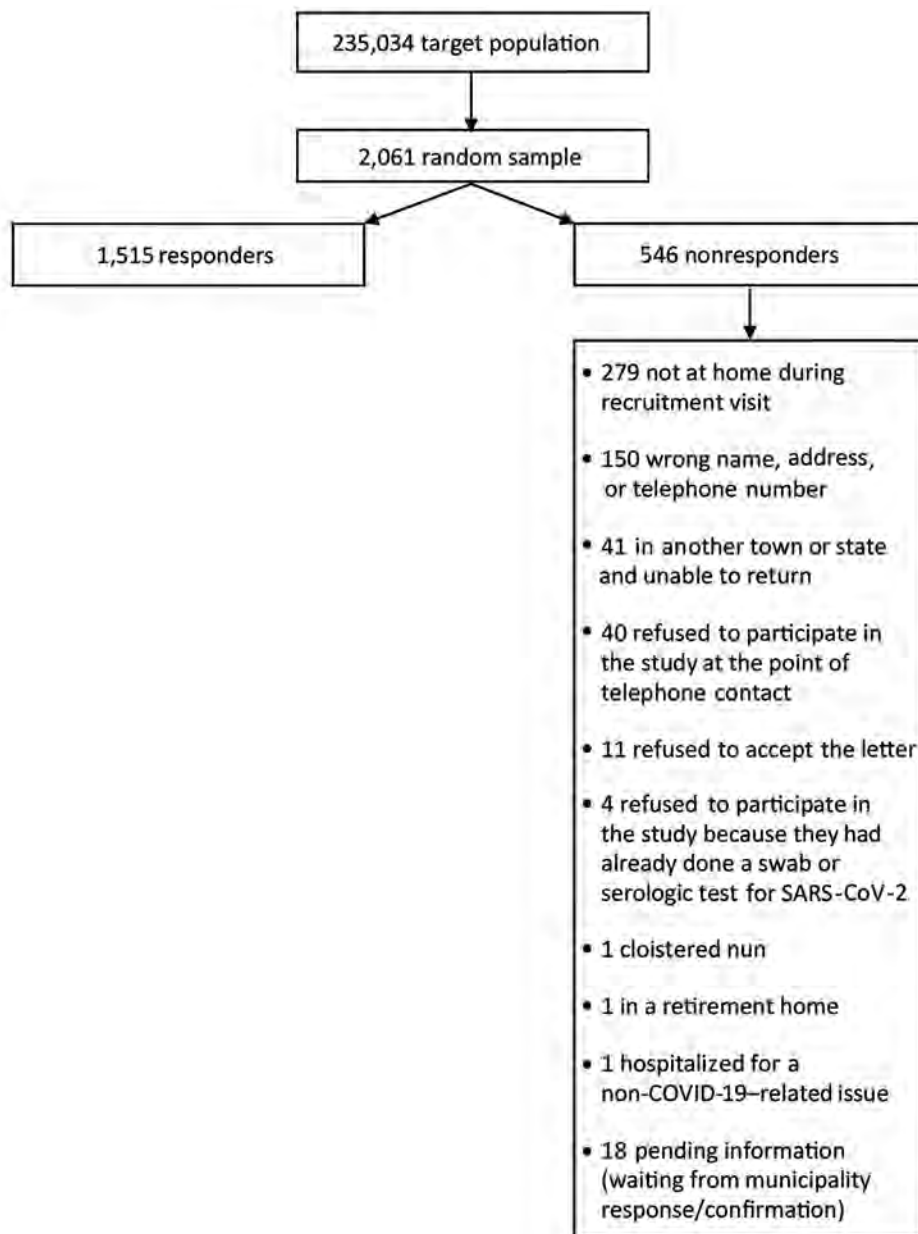 235,034 target population
2,061 random sample
1,515 responders
546 nonresponders
• 279 not at home during
recruitment visit
• 150 wrong name, address,
or telephone number
• 41 in another town or state
and unable to return
• 40 refused to participate in
the study at the point of
telephone contact
• 11 refused to accept the letter
• 4 refused to participate in
the study because they had
already done a swab or
serologic test for SARS-CoV-2
• 1 cloistered nun
• 1 in a retirement home
• 1 hospitalized for a
non-COVID-19–related issue
• 18 pending information
(waiting from municipality
response/confirmation)